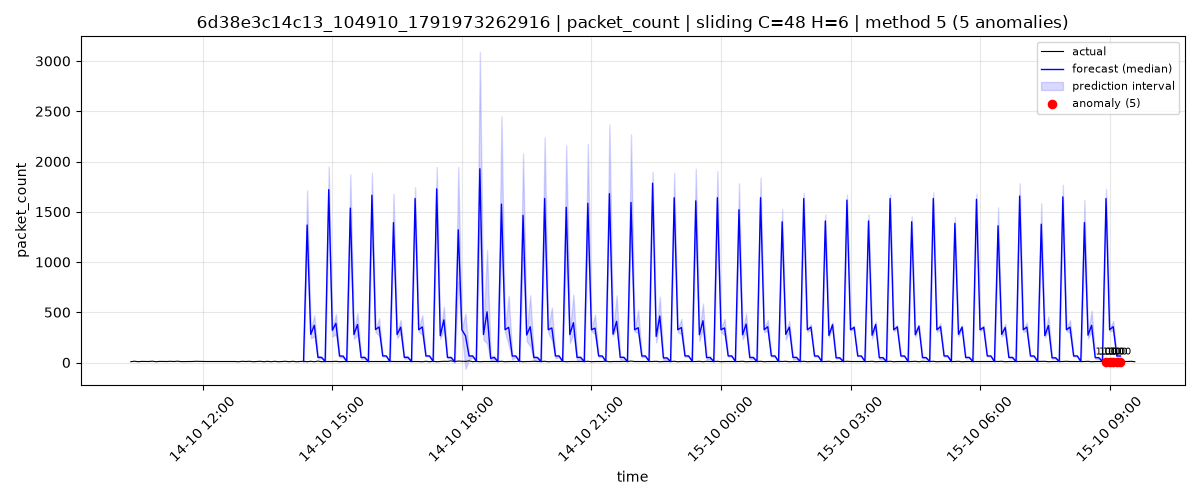 6d38e3c14c13_104910_1791973262916 | packet_count | sliding C=48 H=6 | method 5 (5 anomalies)
actual
forecast (median)
prediction interval
anomaly (5)
packet_count
3000
2500
2000
1500
1000
500
0
14-10 12:00
14-10 15:00
14-10 18:00
14-10 21:00
15-10 00:00
15-10 03:00
15-10 06:00
15-10 09:00
time